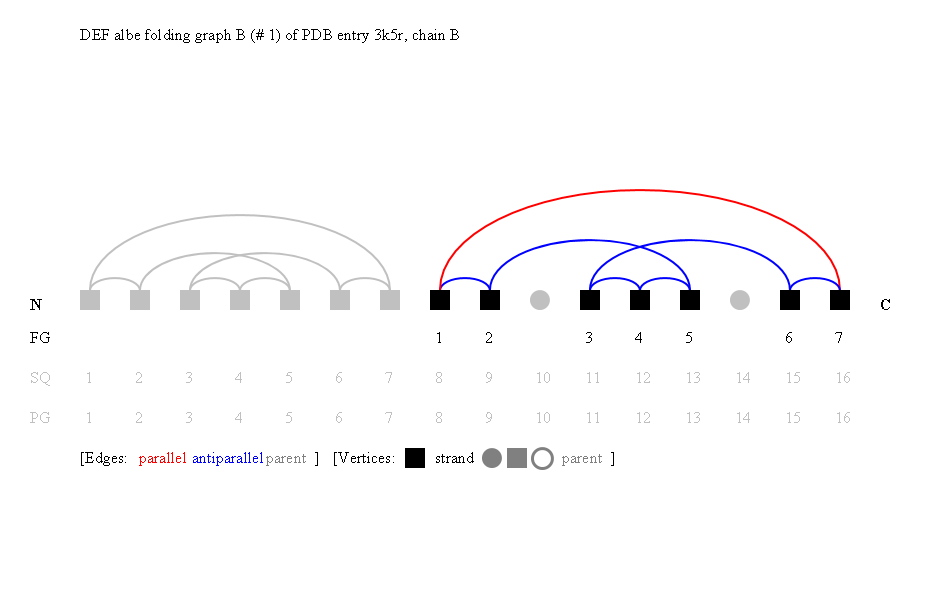 DEF albe folding graph B (# 1) of PDB entry 3k5r, chain B
N C
FG 1 2 3 4 5 6 7
SQ 1 2 3 4 5 6 7 8 9 10 11 12 13 14 15 16
PG 1 2 3 4 5 6 7 8 9 10 11 12 13 14 15 16
[Edges: parallel antiparallel parent ] [Vertices: strand parent ]